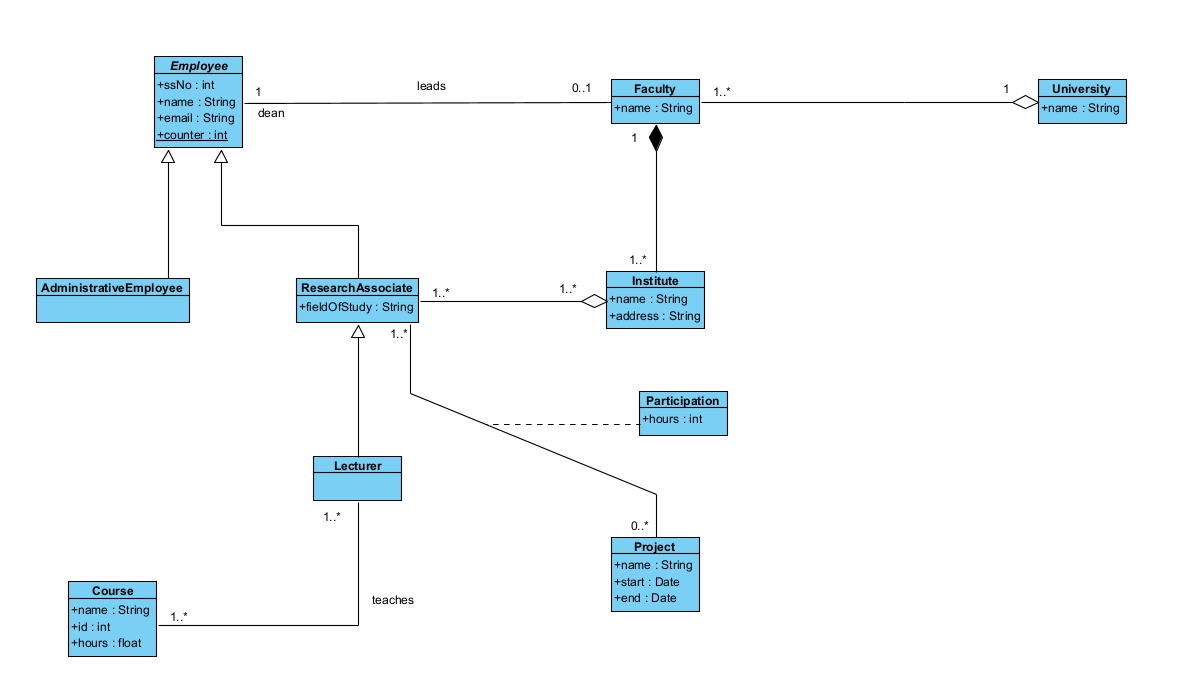 Employee
+ssNo : int
+name : String
+email : String
+counter : int
1
dean
leads
0..1
Faculty
+name : String
1..*
1
University
+name : String
1
1..*
AdministrativeEmployee
ResearchAssociate
+fieldOfStudy : String
1..*
1..*
Institute
+name : String
+address : String
1..*
Participation
+hours : int
Lecturer
1..*
0..*
Project
+name : String
+start : Date
+end : Date
Course
+name : String
+id : int
+hours : float
1..*
teaches